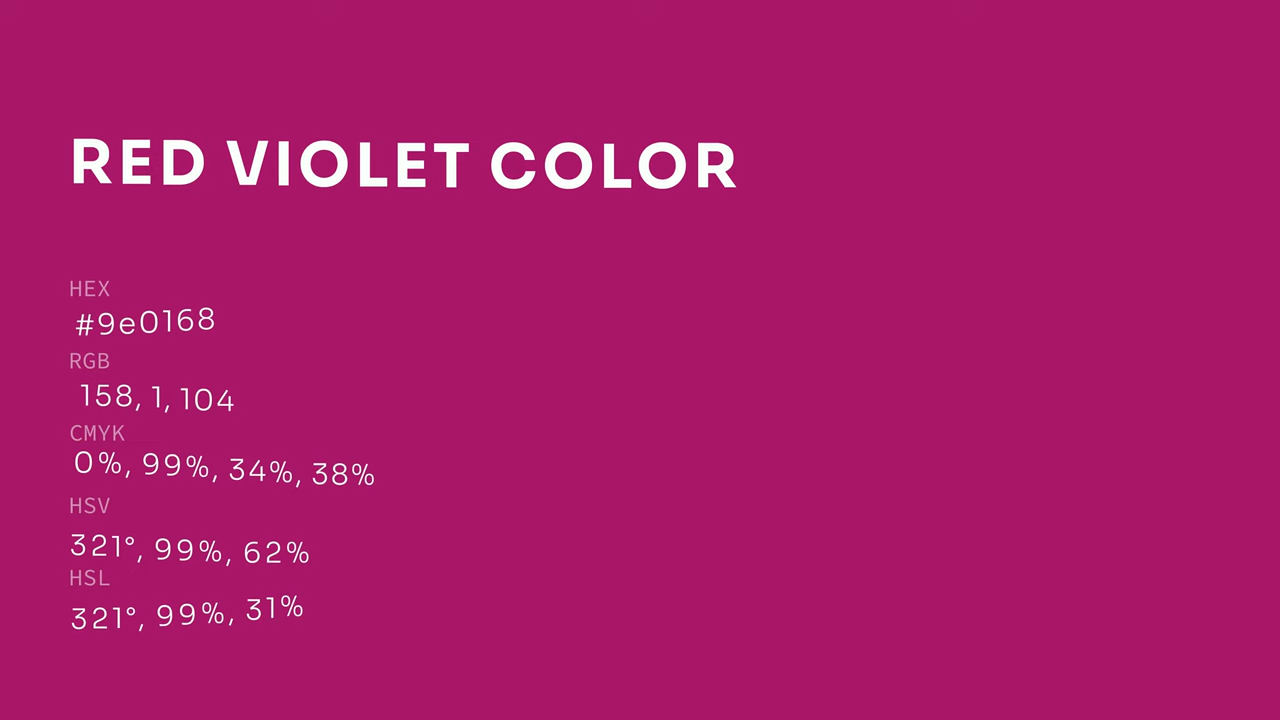 RED VIOLET COLOR
HEX
#9e0168
RGB
158, 1, 104
CMYK
0%, 99%, 34%, 38%
HSV
321°, 99%, 62%
HSL
321°, 99%, 31%